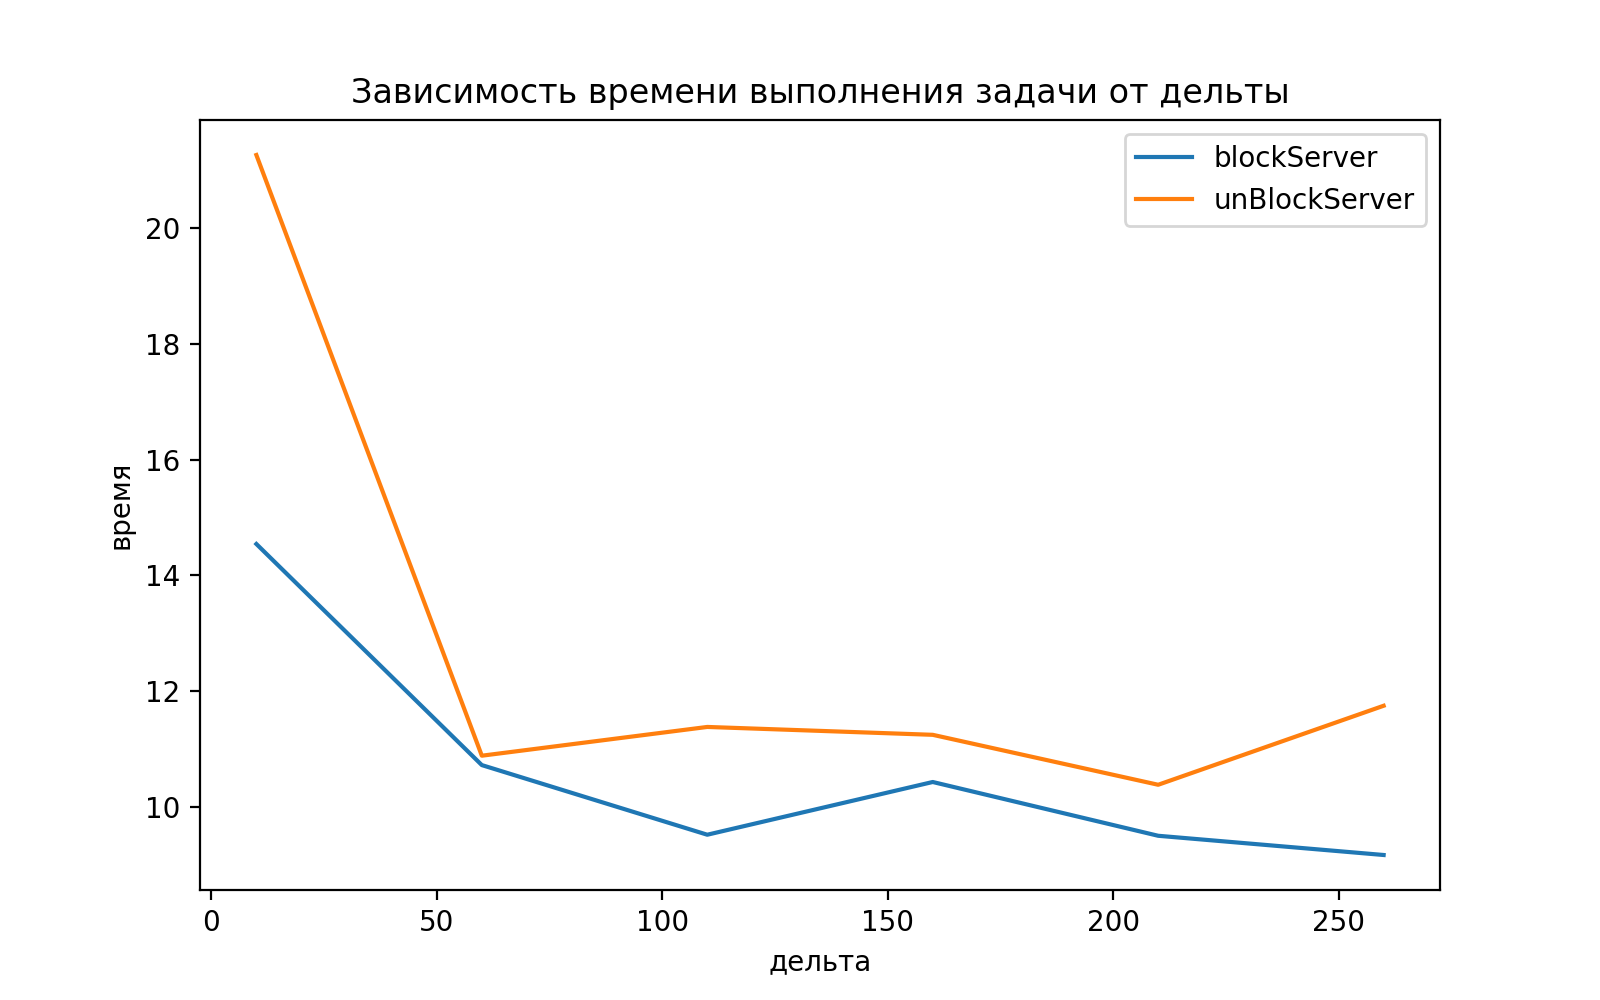 Зависимость времени выполнения задачи от дельты
blockServer
unBlockServer
20
18
16
14
12
10
время
0 50 100 150 200 250
дельта